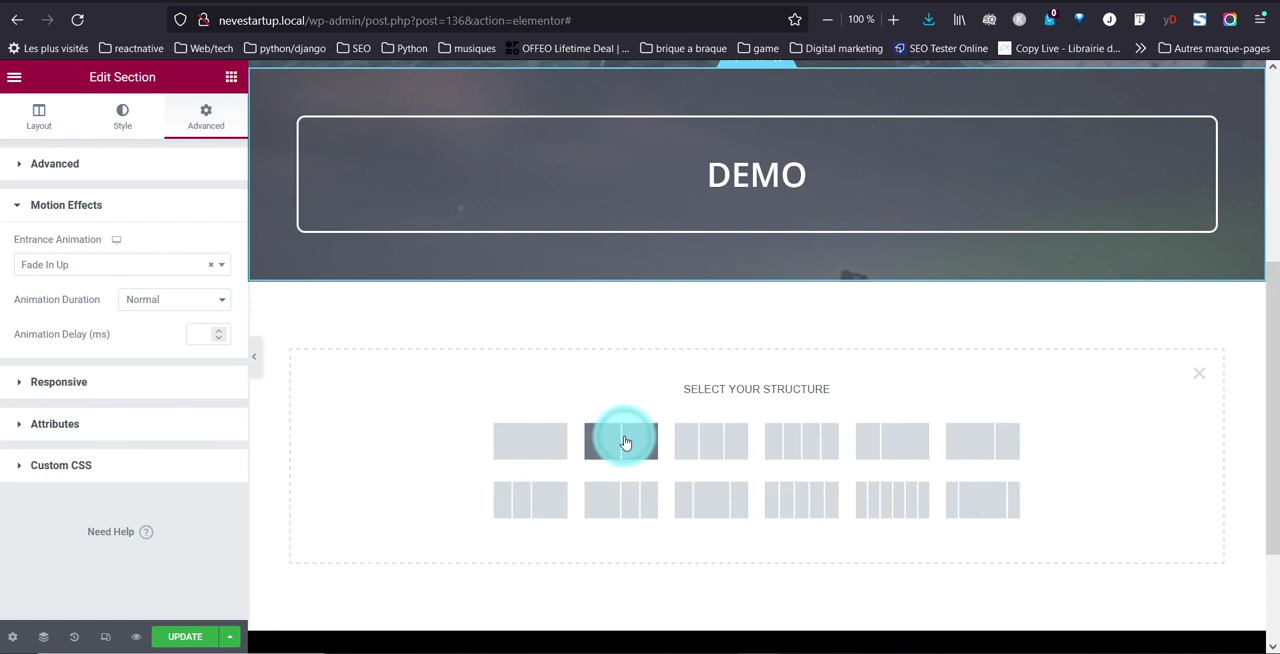 nevestartup.local/wp-admin/post.php?post=136&action=elementor#
100 %
0
Les plus visités
reactnative
Web/tech
python/django
SEO
Python
musiques
OFFEO Lifetime Deal | ...
brique a braque
game
Digital marketing
SEO Tester Online
Copy Live - Librairie d...
Autres marque-pages
Edit Section
Layout
Style
Advanced
Advanced
Motion Effects
Entrance Animation
Fade In Up
Animation Duration
Normal
Animation Delay (ms)
Responsive
Attributes
Custom CSS
Need Help ?
UPDATE
DEMO
SELECT YOUR STRUCTURE